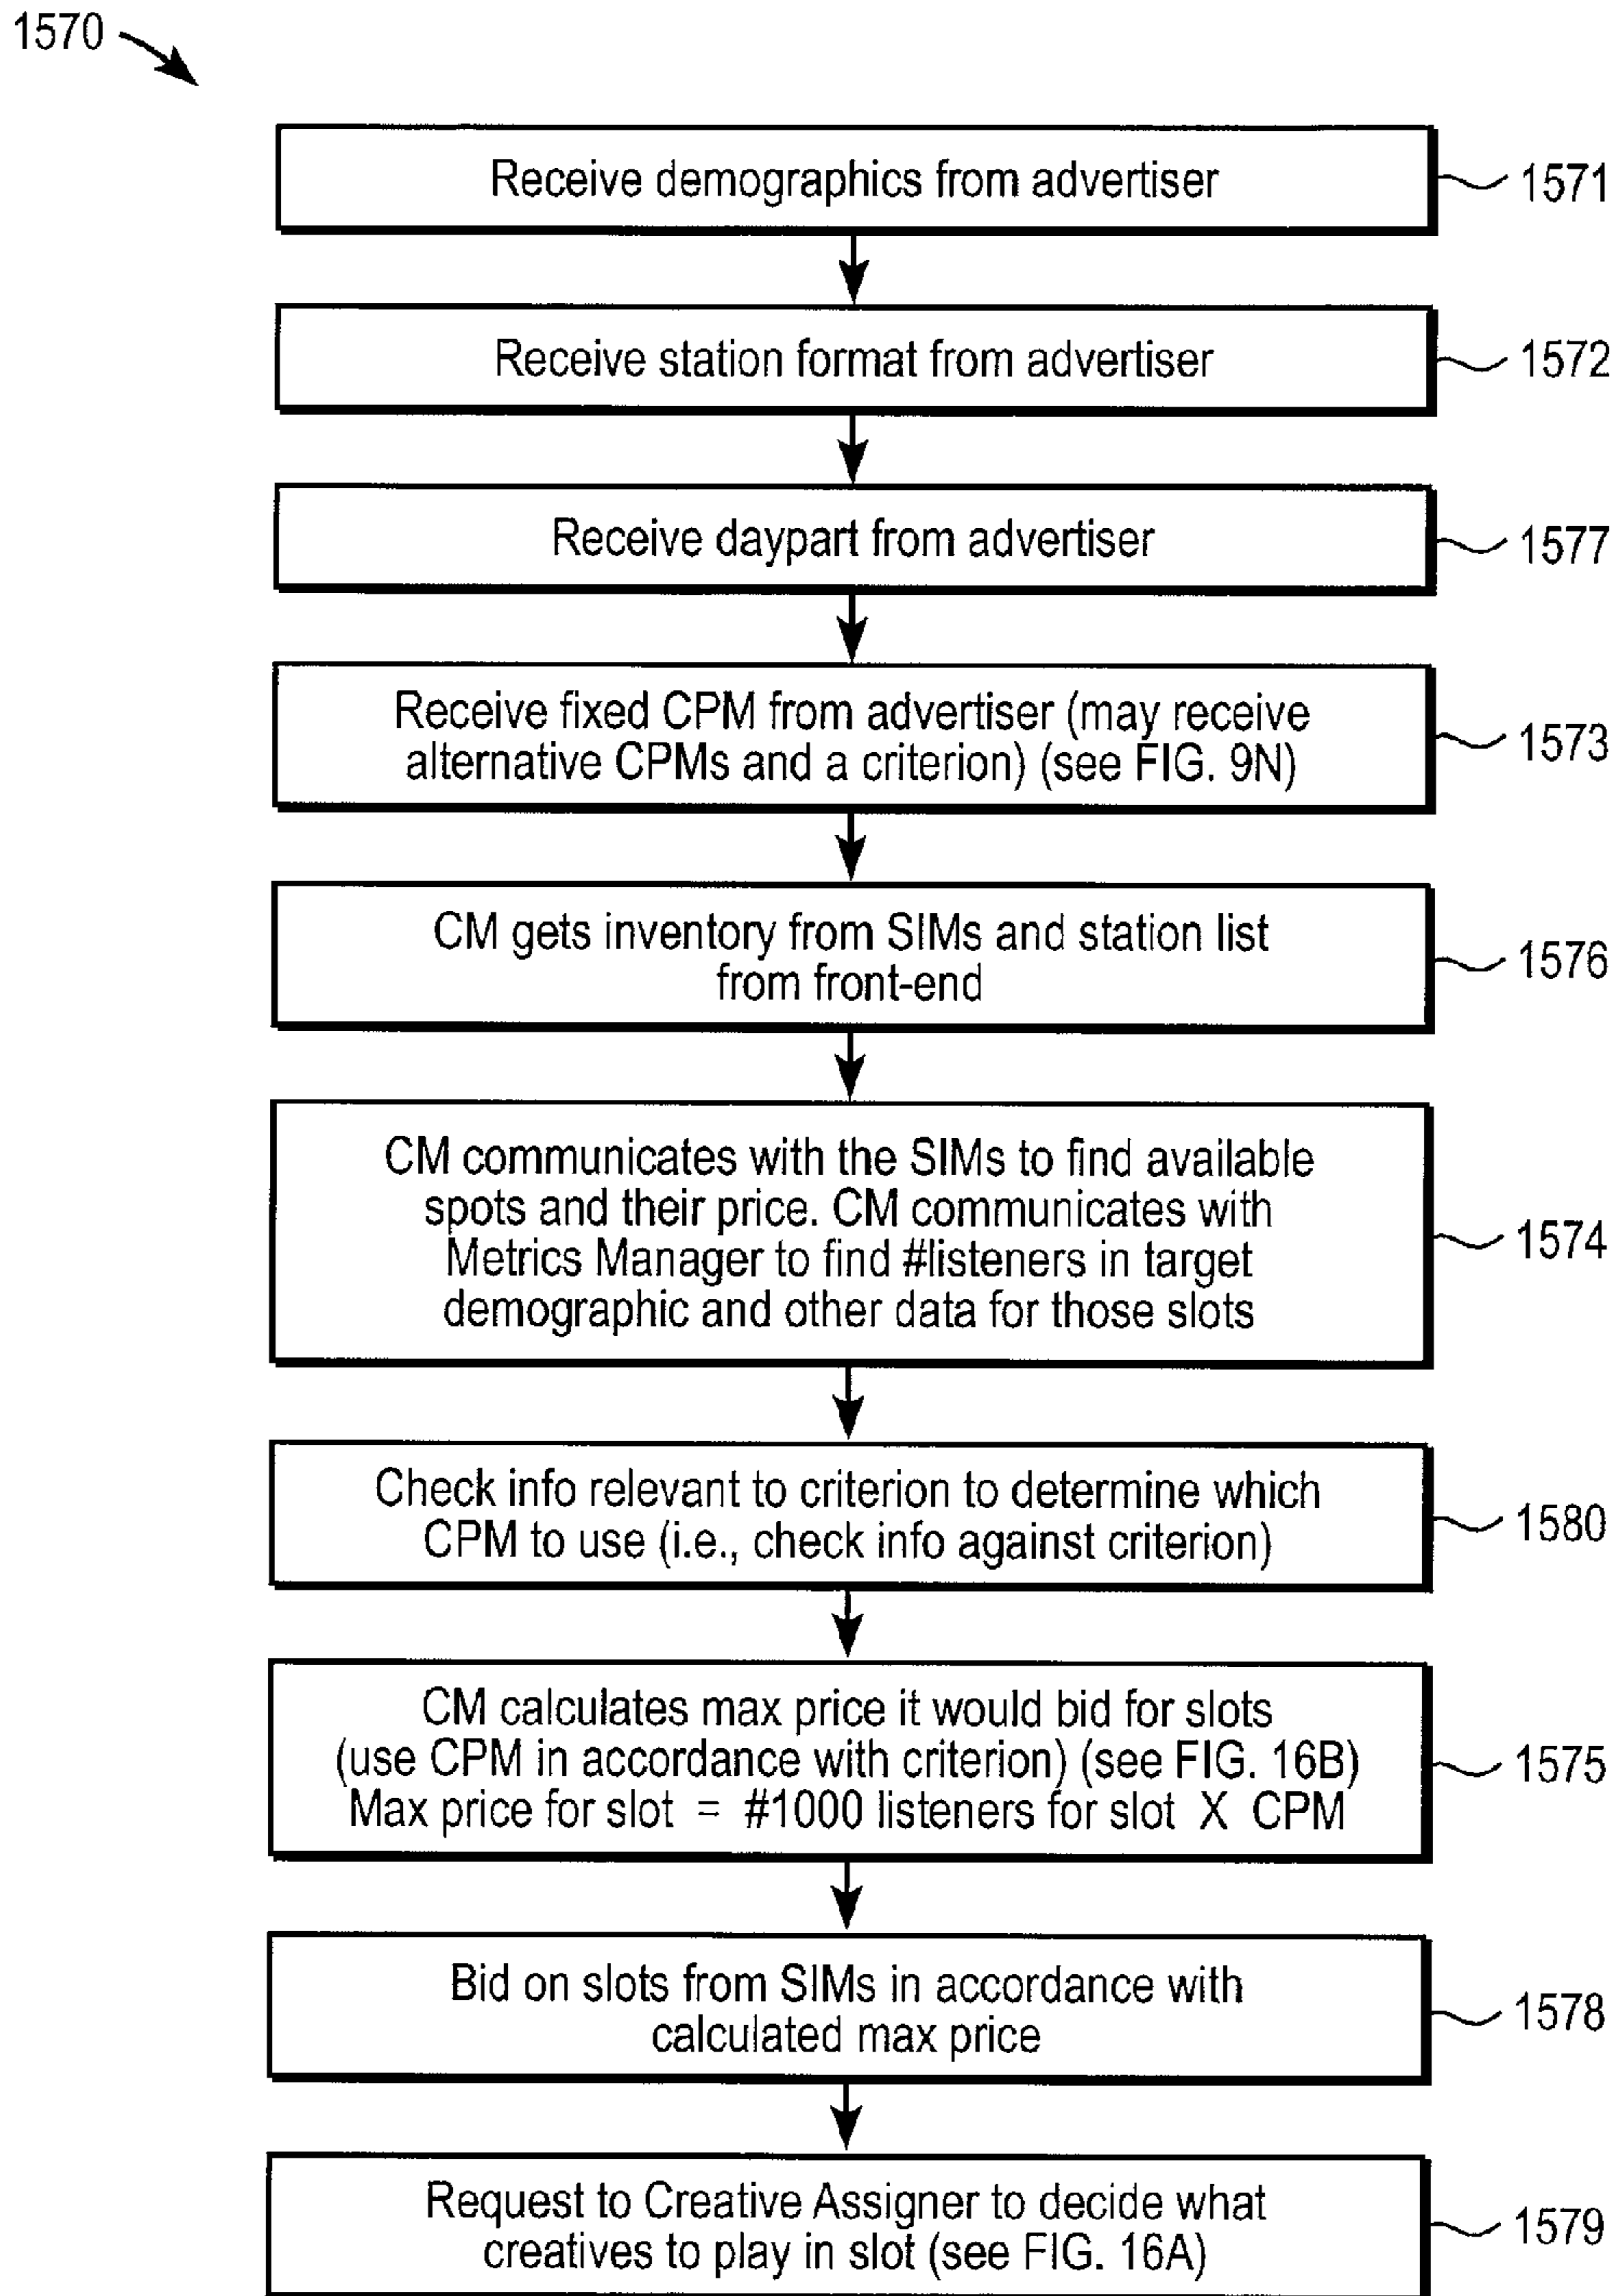 1570
Receive demographics from advertiser
1571
Receive station format from advertiser
1572
Receive daypart from advertiser
1577
Receive fixed CPM from advertiser (may receive
alternative CPMs and a criterion) (see FIG. 9N)
1573
CM gets inventory from SIMs and station list
from front-end
1576
CM communicates with the SIMs to find available
spots and their price. CM communicates with
Metrics Manager to find #listeners in target
demographic and other data for those slots
1574
Check info relevant to criterion to determine which
CPM to use (i.e., check info against criterion)
1580
CM calculates max price it would bid for slots
(use CPM in accordance with criterion) (see FIG. 16B)
Max price for slot = #1000 listeners for slot X CPM
1575
Bid on slots from SIMs in accordance with
calculated max price
1578
Request to Creative Assigner to decide what
creatives to play in slot (see FIG. 16A)
1579